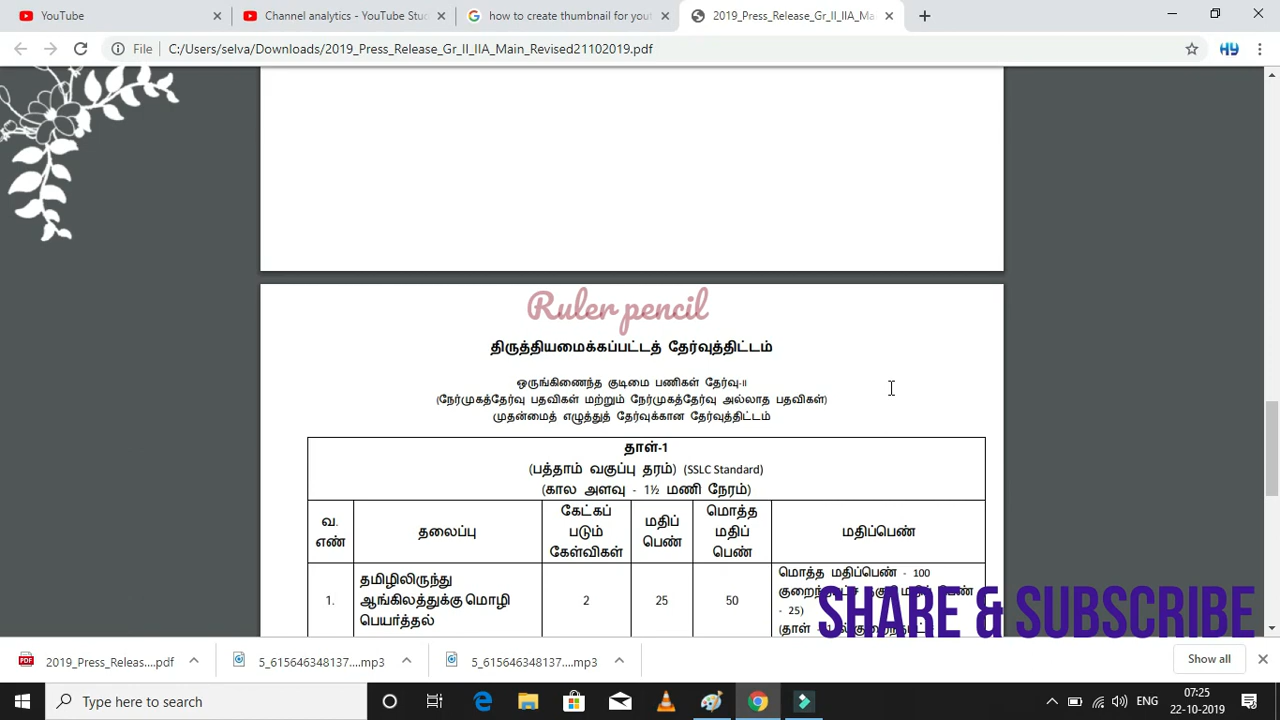 YouTube
Channel analytics - YouTube Stud
how to create thumbnail for yout
2019_Press_Release_Gr_II_IIA_Mai
File
C:/Users/selva/Downloads/2019_Press_Release_Gr_II_IIA_Main_Revised21102019.pdf
Ruler pencil
திருத்தியமைக்கப்பட்டத் தேர்வுத்திட்டம்
ஒருங்கிணைந்த குடிமை பணிகள் தேர்வு-II
(நேர்முகத்தேர்வு பதவிகள் மற்றும் நேர்முகத்தேர்வு அல்லாத பதவிகள்)
முதன்மைத் எழுத்துத் தேர்வுக்கான தேர்வுத்திட்டம்
தாள்-1
(பத்தாம் வகுப்பு தரம்) (SSLC Standard)
(கால அளவு - 1½ மணி நேரம்)
வ. எண்
தலைப்பு
கேட்கப் படும் கேள்விகள்
மதிப் பெண்
மொத்த மதிப் பெண்
மதிப்பெண்
1.
தமிழிலிருந்து
ஆங்கிலத்துக்கு மொழி
பெயர்த்தல்
2
25
50
மொத்த மதிப்பெண் - 100
- 25)
SHARE & SUBSCRIBE
2019_Press_Releas....pdf
5_615646348137....mp3
5_615646348137....mp3
Show all
Type here to search
ENG
07:25
22-10-2019